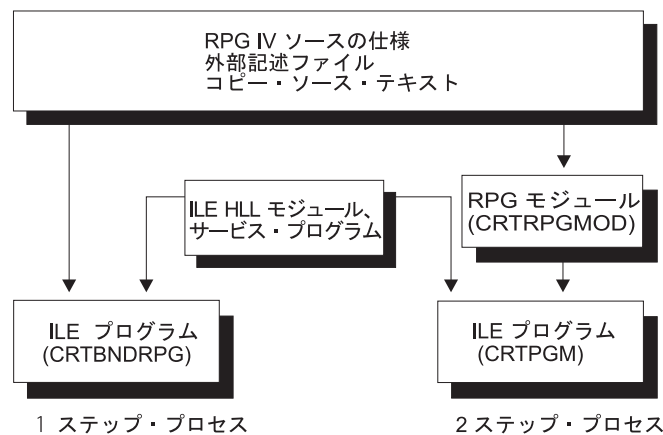 RPG IV ソースの仕様
外部記述ファイル
コピー・ソース・テキスト
ILE HLL モジュール、
サービス・プログラム
RPG モジュール
(CRTRPGMOD)
ILE プログラム
(CRTBNDRPG)
ILE プログラム
(CRTPGM)
1 ステップ・プロセス
2 ステップ・プロセス